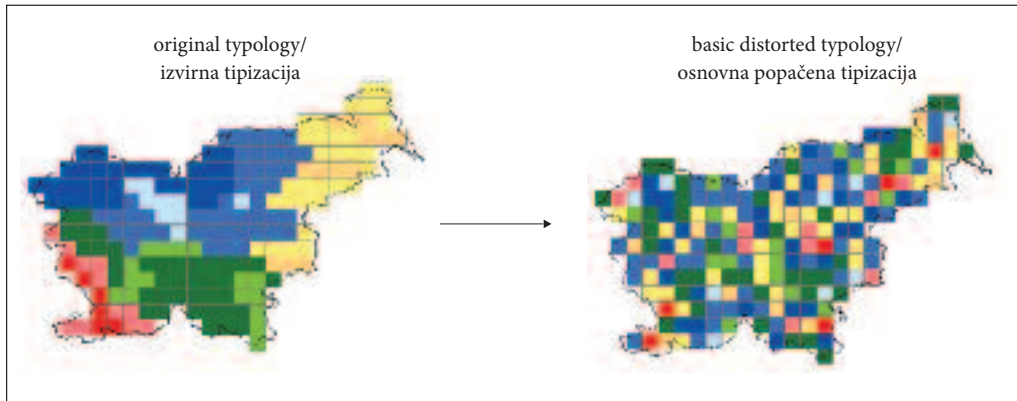 original typology/
izvirna tipizacija
basic distorted typology/
osnovna popačena tipizacija